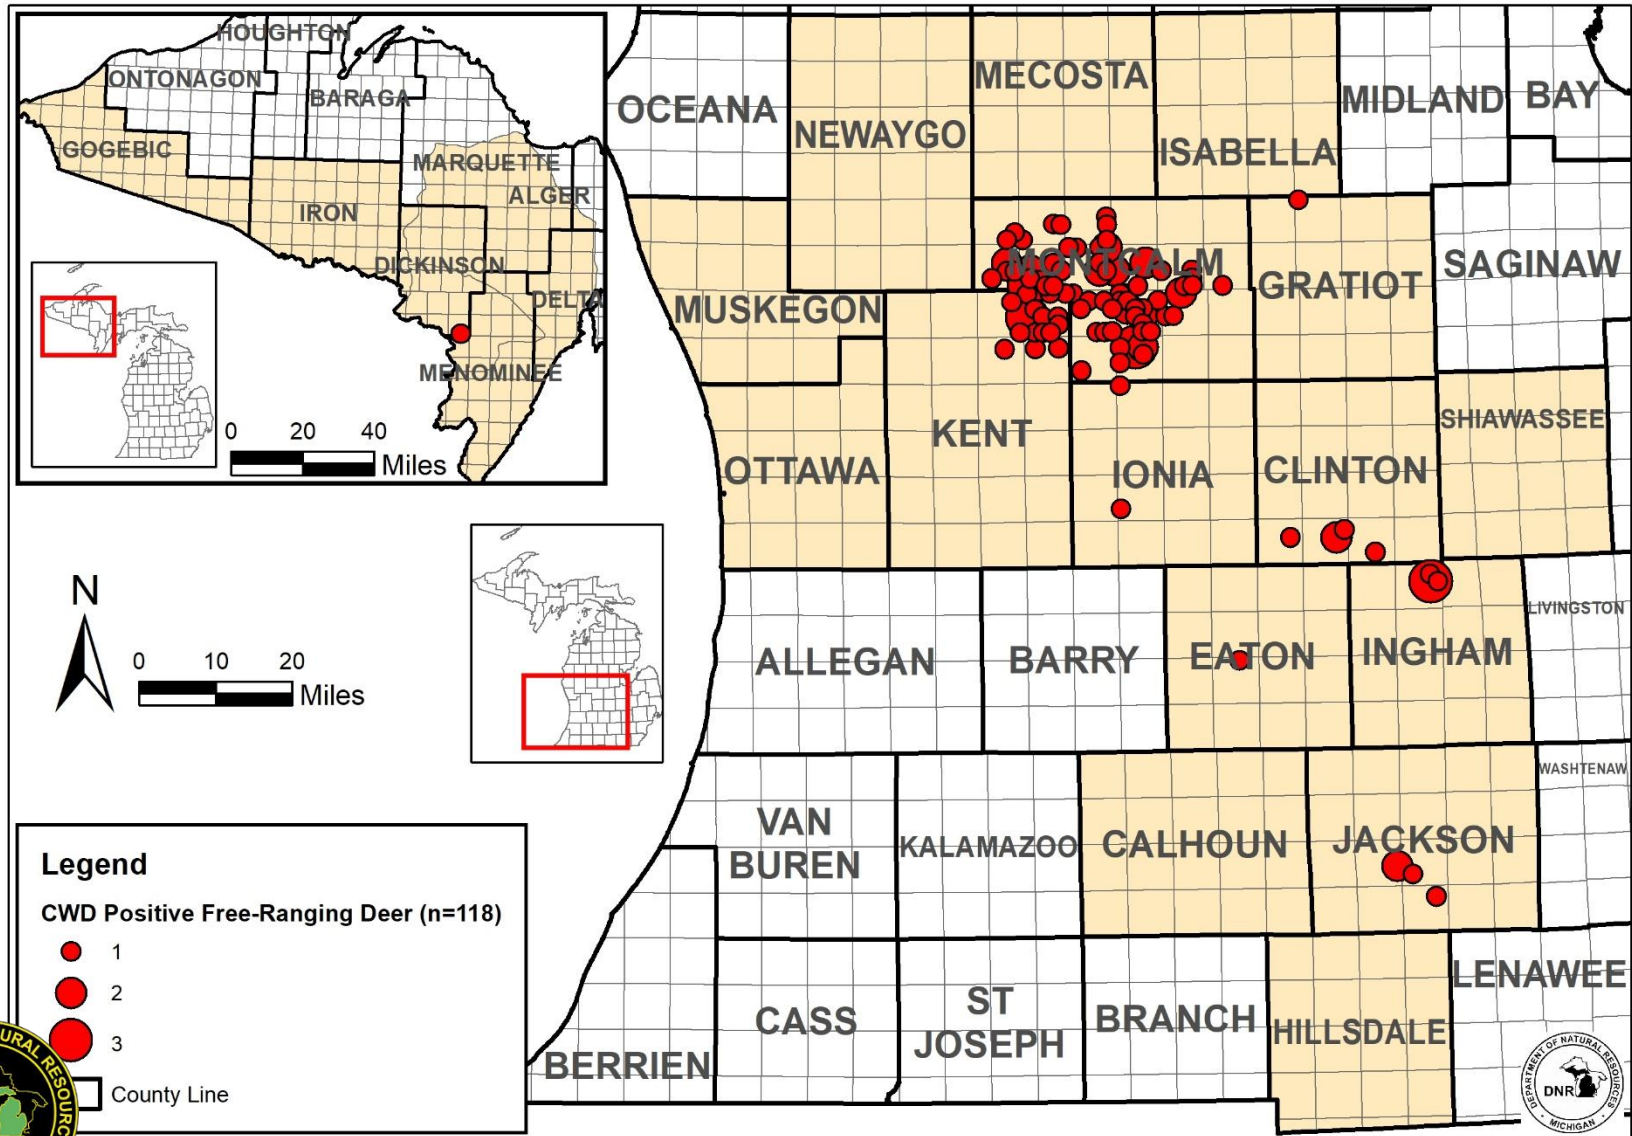 HOUGHTON
ONTONAGON
BARAGA
GOGEBIC
MARQUETTE
ALGER
IRON
DICKINSON
DELTA
MENOMINEE
0 20 40
Miles
OCEANA
NEWAYGO
MECOSTA
ISABELLA
MIDLAND
BAY
MUSKEGON
MONTCALM
GRATIOT
SAGINAW
OTTAWA
KENT
IONIA
CLINTON
SHIAWASSEE
N
0 10 20
Miles
ALLEGAN
BARRY
EATON
INGHAM
LIVINGSTON
VAN
BUREN
KALAMAZOO
CALHOUN
JACKSON
WASHTENAW
BERRIEN
CASS
ST
JOSEPH
BRANCH
HILLSDALE
LENAWEE
Legend
CWD Positive Free-Ranging Deer (n=118)
1
2
3
County Line
URAL RESOURC
DEPARTMENT OF NATURAL RESOURCES
DNR
MICHIGAN